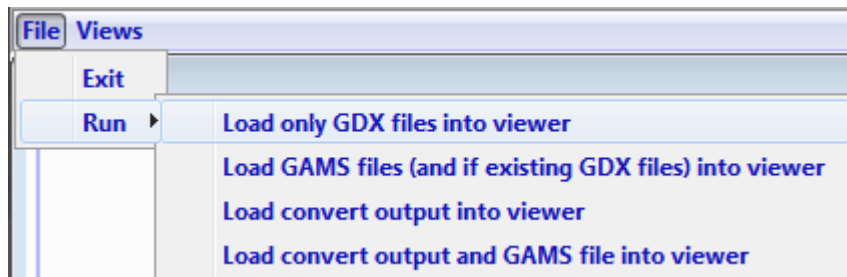 File Views
Exit
Run
Load only GDX files into viewer
Load GAMS files (and if existing GDX files) into viewer
Load convert output into viewer
Load convert output and GAMS file into viewer